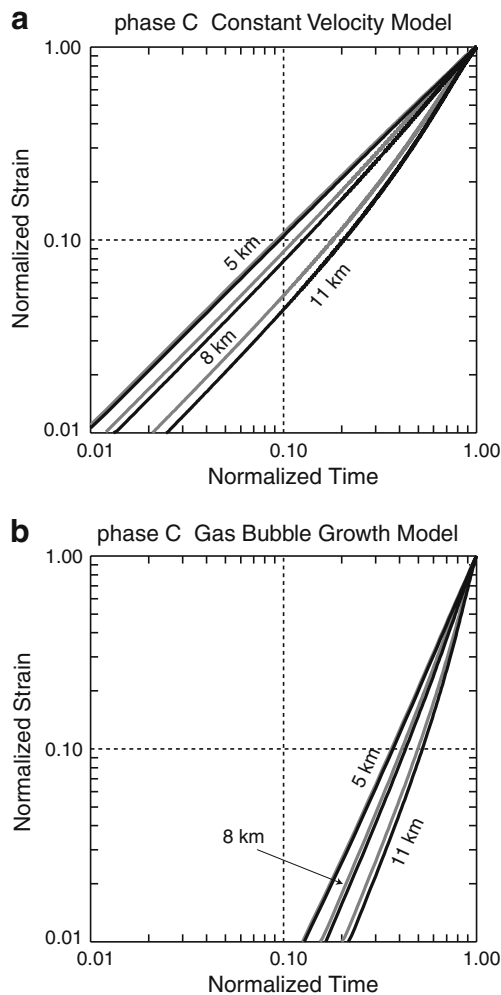 a phase C Constant Velocity Model
1.00
Normalized Strain
0.10
0.01
5 km
8 km
11 km
0.01 0.10 1.00
Normalized Time
b phase C Gas Bubble Growth Model
1.00
Normalized Strain
0.10
0.01
5 km
8 km
11 km
0.01 0.10 1.00
Normalized Time